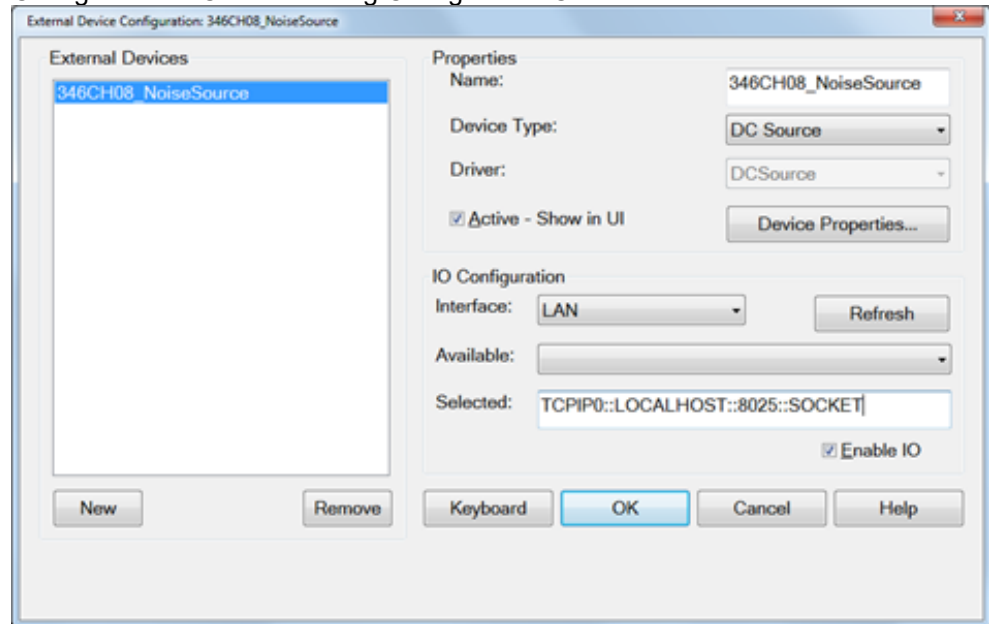 External Device Configuration: 346CH08_NoiseSource
External Devices
346CH08_NoiseSource
New
Remove
Properties
Name: 346CH08_NoiseSource
Device Type: DC Source
Driver: DCSource
Active - Show in UI
Device Properties...
IO Configuration
Interface: LAN
Refresh
Available:
Selected: TCPIP0::LOCALHOST::8025::SOCKET
Enable IO
Keyboard
OK
Cancel
Help